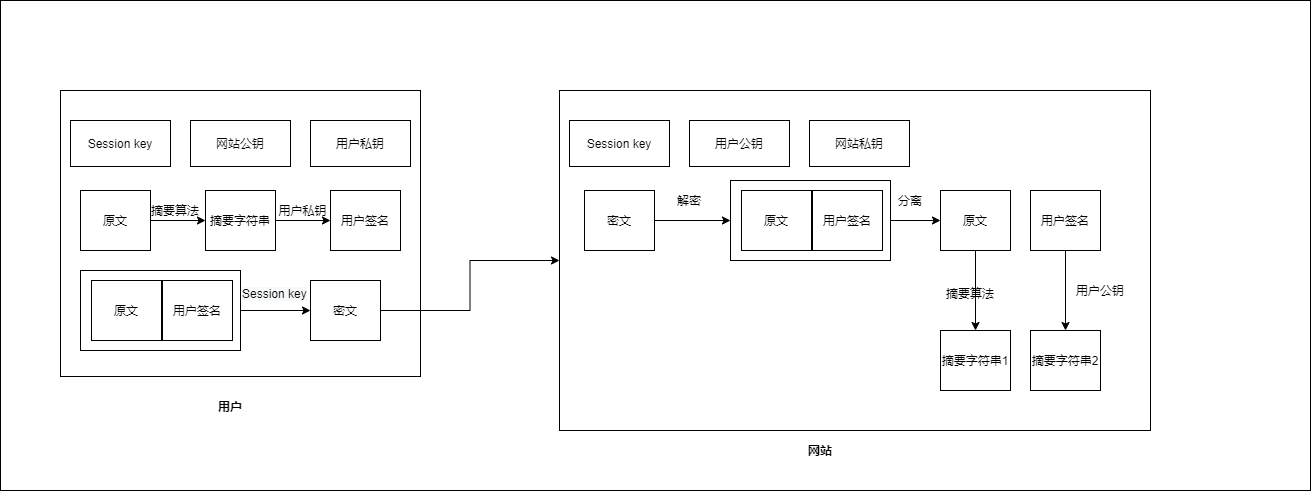 Session key
网站公钥
用户私钥
原文
摘要算法
摘要字符串
用户私钥
用户签名
原文
用户签名
Session key
密文
用户
Session key
用户公钥
网站私钥
密文
解密
原文
用户签名
分离
原文
用户签名
摘要算法
用户公钥
摘要字符串1
摘要字符串2
网站